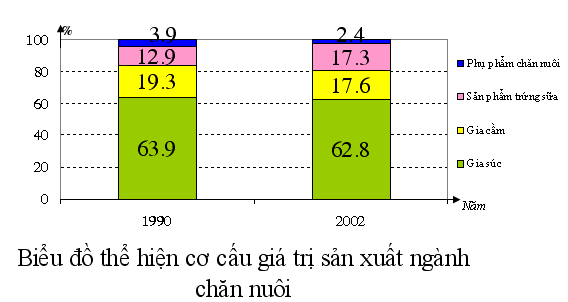 %
100
80
60
40
20
0
3.9
12.9
19.3
63.9
2.4
17.3
17.6
62.8
1990
2002
Năm
Phụ phẩm chăn nuôi
Sản phẩm trứng sữa
Gia cầm
Gia súc
Biểu đồ thể hiện cơ cấu giá trị sản xuất ngành
chăn nuôi